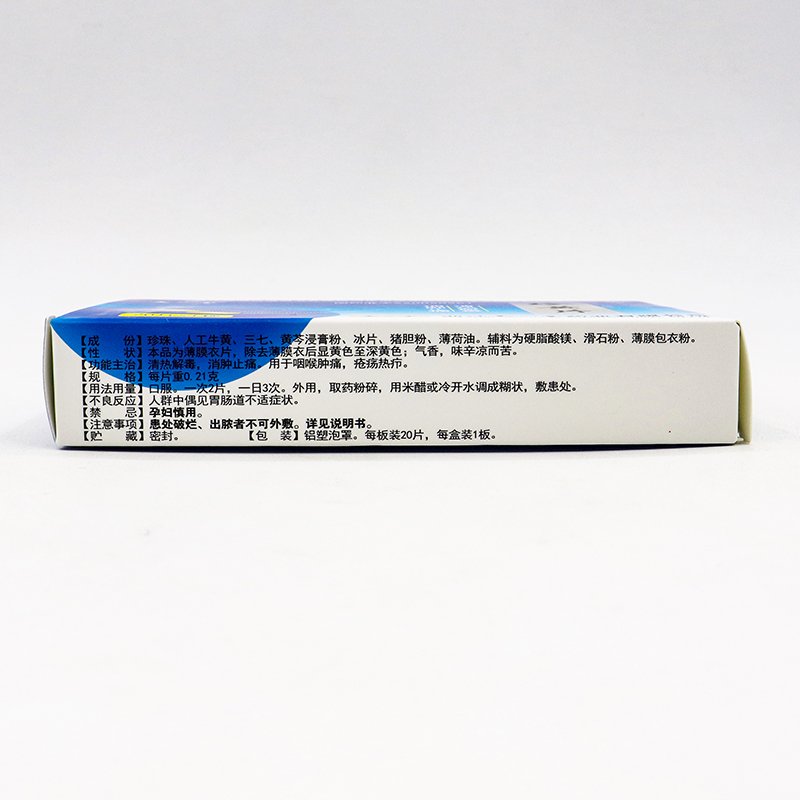 【成 份】珍珠、人工牛黄、三七、黄芩浸膏粉、冰片、猪胆粉、薄荷油。辅料为硬脂酸镁、滑石粉、薄膜包衣粉。
【性 状】本品为薄膜衣片，除去薄膜衣后显黄色至深黄色；气香，味辛凉而苦。
【功能主治】清热解毒，消肿止痛。用于咽喉肿痛，疮疡热疖。
【规 格】每片重0.21克
【用法用量】口服。一次2片，一日3次。外用，取药粉碎，用米醋或冷开水调成糊状，敷患处。
【不良反应】人群中偶见胃肠道不适症状。
【禁 忌】孕妇慎用。
【注意事项】患处破烂、出脓者不可外敷。详见说明书。
【贮 藏】密封。 【包 装】铝塑泡罩。每板装20片，每盒装1板。